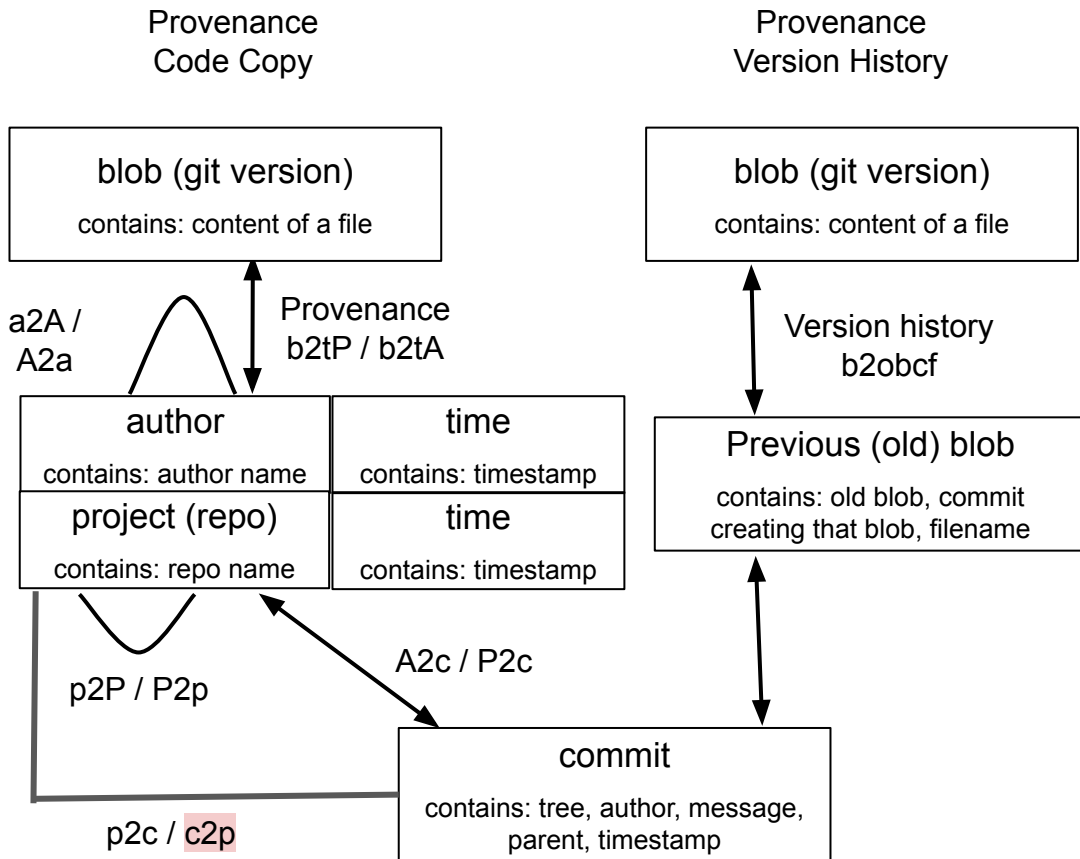 Provenance
Code Copy
Provenance
Version History
blob (git version)
contains: content of a file
blob (git version)
contains: content of a file
a2A /
A2a
Provenance
b2tP / b2tA
Version history
b2obcf
author
contains: author name
time
contains: timestamp
project (repo)
contains: repo name
time
contains: timestamp
Previous (old) blob
contains: old blob, commit
creating that blob, filename
p2P / P2p
A2c / P2c
commit
contains: tree, author, message,
parent, timestamp
p2c / c2p